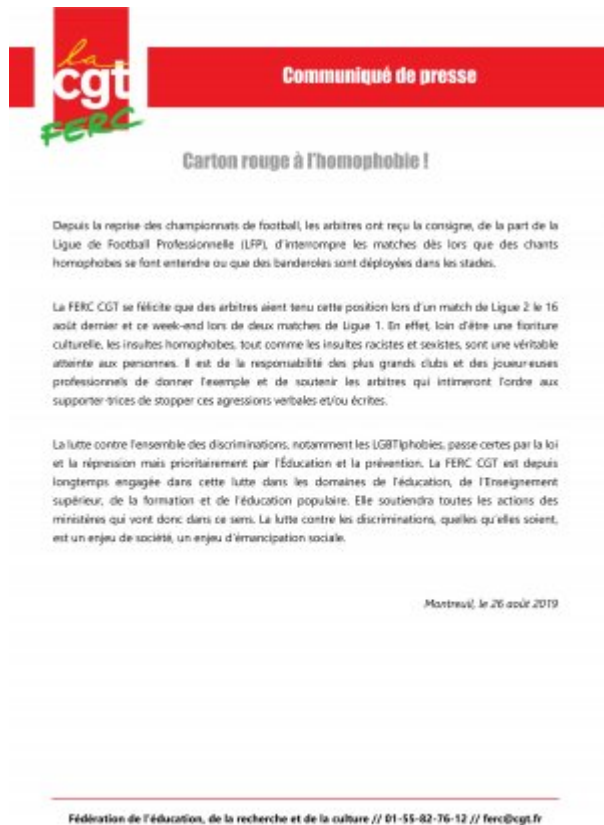 la
cgt
FERC
Communiqué de presse
Carton rouge à l'homophobie !
Depuis la reprise des championnats de football, les arbitres ont reçu la consigne, de la part de la
Ligue de Football Professionnelle (LFP), d'interrompre les matches dès lors que des chants
homophobes se font entendre ou que des banderoles sont déployées dans les stades.
La FERC CGT se félicite que des arbitres aient tenu cette position lors d'un match de Ligue 2 le 16
août dernier et ce week-end lors de deux matches de Ligue 1. En effet, loin d'être une fioriture
culturelle, les insultes homophobes, tout comme les insultes racistes et sexistes, sont une véritable
atteinte aux personnes. Il est de la responsabilité des plus grands clubs et des joueur·euses
professionnels de donner l'exemple et de soutenir les arbitres qui intimeront l'ordre aux
supporter·trices de stopper ces agressions verbales et/ou écrites.
La lutte contre l'ensemble des discriminations, notamment les LGBTIphobies, passe certes par la loi
et la répression mais prioritairement par l'Éducation et la prévention. La FERC CGT est depuis
longtemps engagée dans cette lutte dans les domaines de l'éducation, de l'Enseignement
supérieur, de la formation et de l'éducation populaire. Elle soutiendra toutes les actions des
ministères qui vont donc dans ce sens. La lutte contre les discriminations, quelles qu'elles soient,
est un enjeu de société, un enjeu d'émancipation sociale.
Montreuil, le 26 août 2019
Fédération de l'éducation, de la recherche et de la culture // 01-55-82-76-12 // ferc@cgt.fr